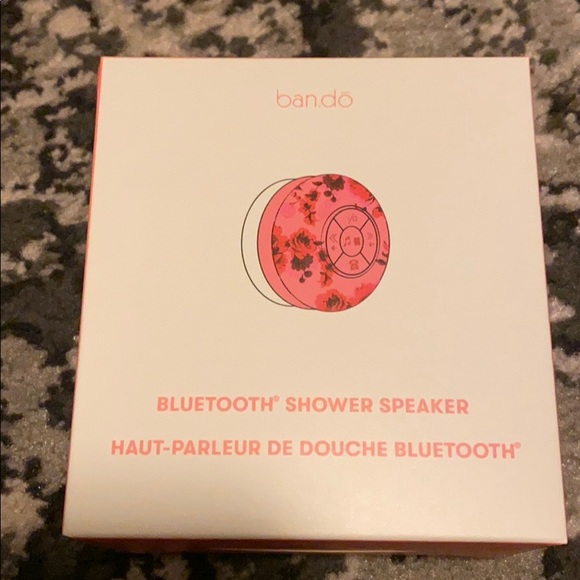 ban.dō
BLUETOOTH® SHOWER SPEAKER
HAUT-PARLEUR DE DOUCHE BLUETOOTH®